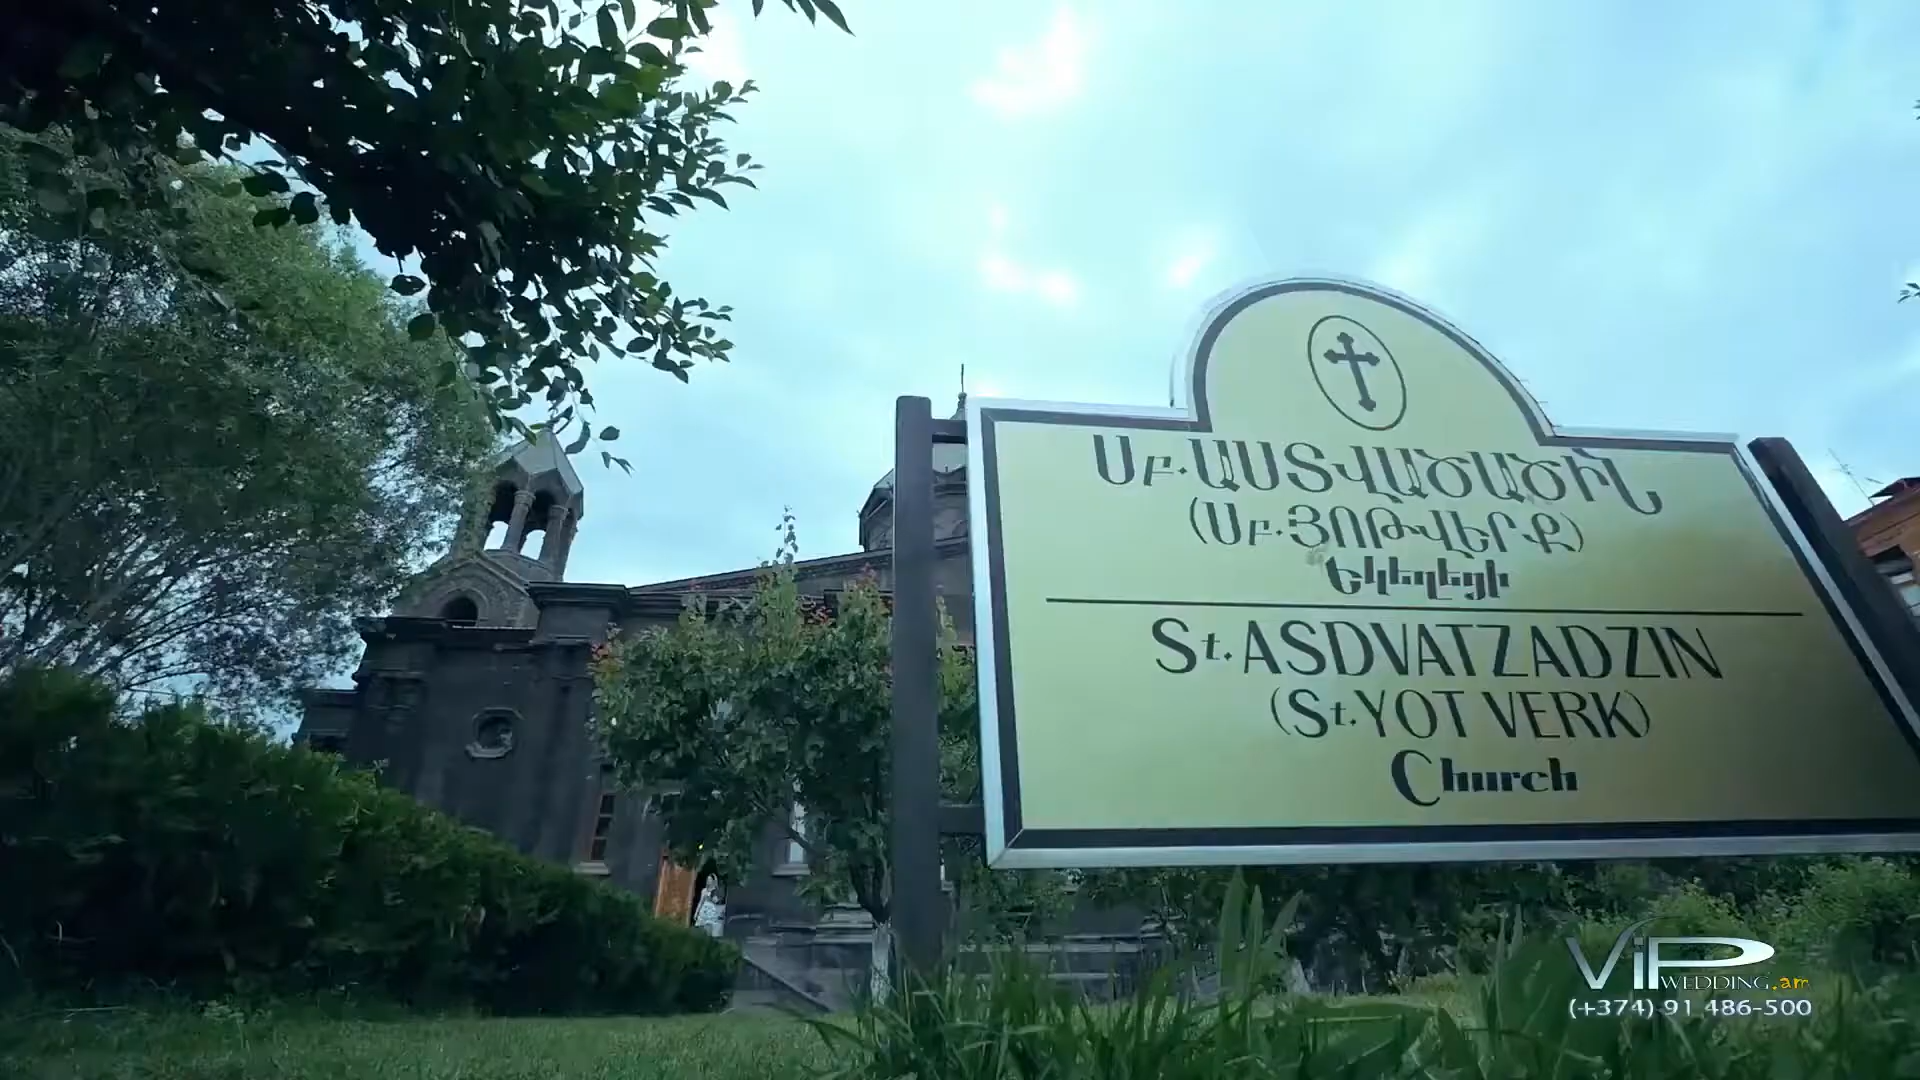 Սբ.ԱՍՏՎԱԾԱԾԻՆ
(Սբ.ՅՈԹՎԵՐՔ)
Եկեղեցի
St.ASDVATZADZIN
(St.YOT VERK)
Church
ViP
WEDDING.am
(+374) 91 486-500